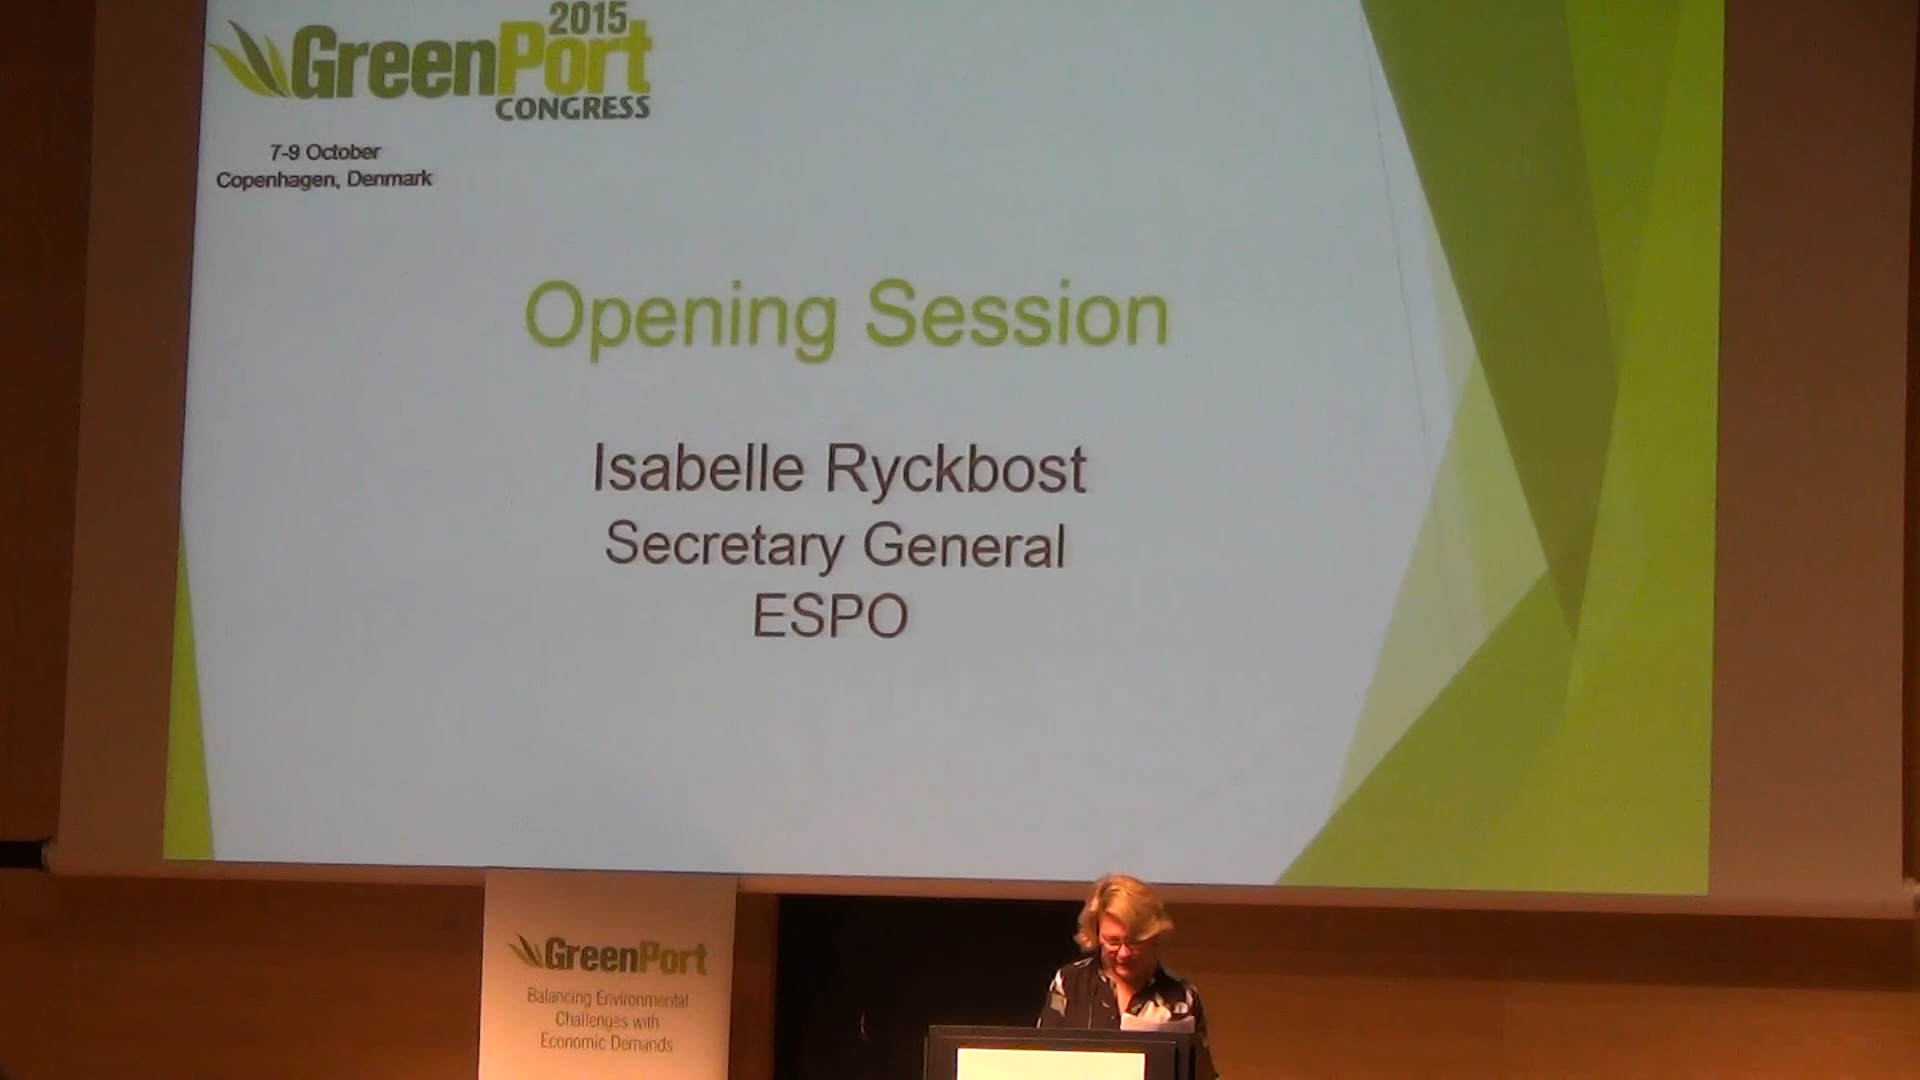 2015
GreenPort
CONGRESS
7-9 October
Copenhagen, Denmark
Opening Session
Isabelle Ryckbost
Secretary General
ESPO
GreenPort
Balancing Environmental
Challenges with
Economic Demands